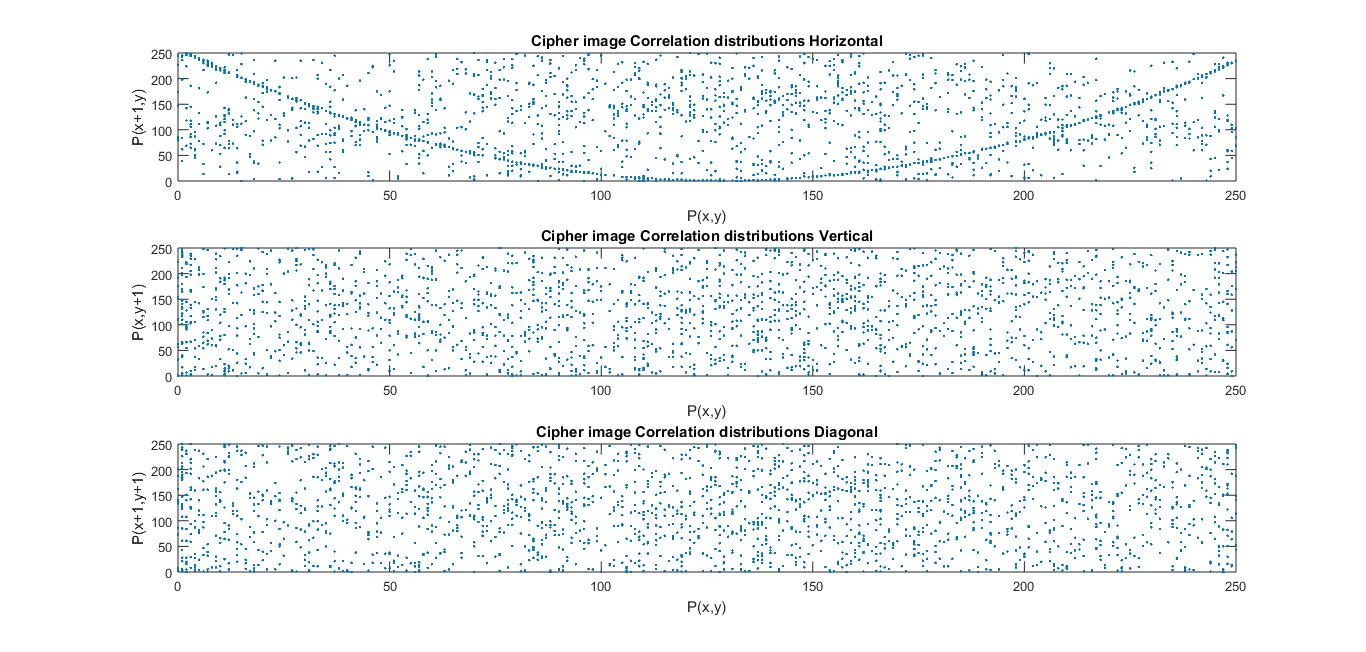 Cipher image Correlation distributions Horizontal
250
200
150
100
50
0
P(x+1,y)
0 50 100 150 200 250
P(x,y)
Cipher image Correlation distributions Vertical
250
200
150
100
50
0
P(x,y+1)
0 50 100 150 200 250
P(x,y)
Cipher image Correlation distributions Diagonal
250
200
150
100
50
0
P(x+1,y+1)
0 50 100 150 200 250
P(x,y)